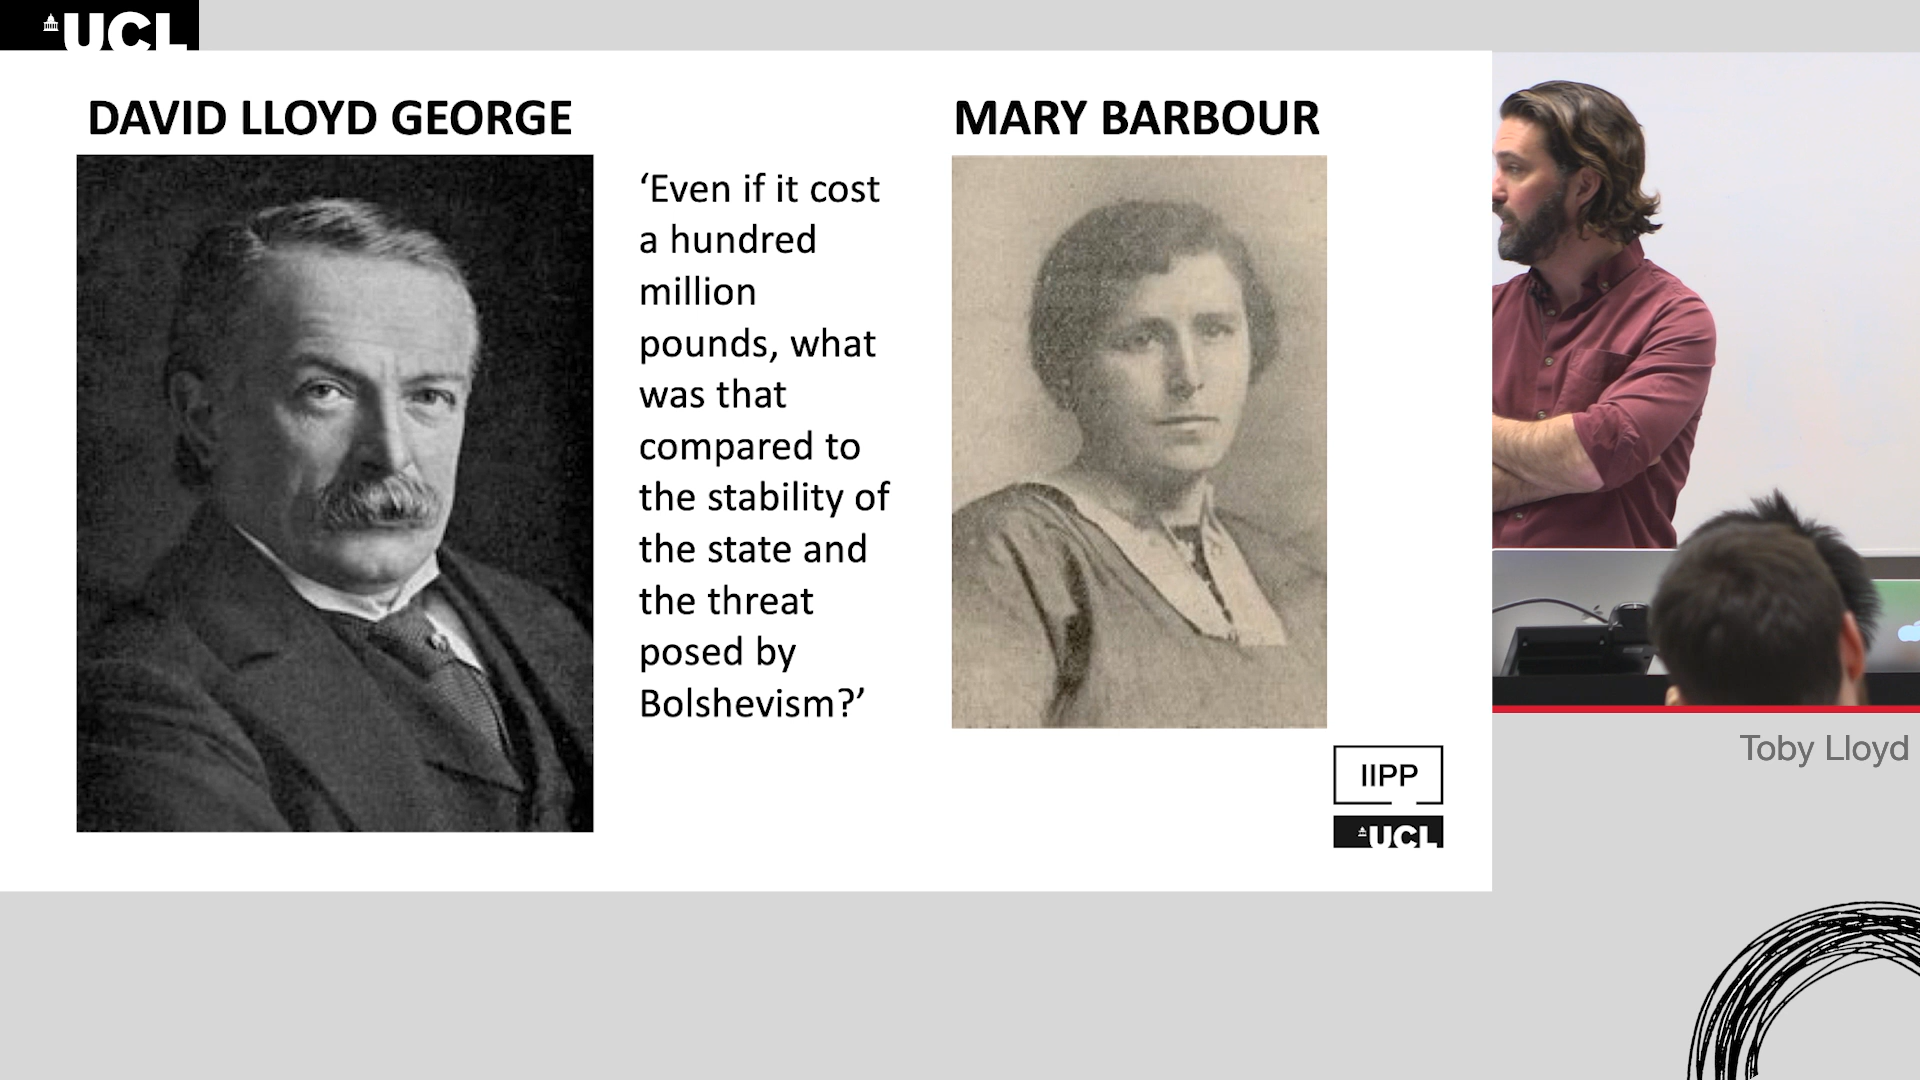 UCL
DAVID LLOYD GEORGE
MARY BARBOUR
‘Even if it cost
a hundred
million
pounds, what
was that
compared to
the stability of
the state and
the threat
posed by
Bolshevism?’
IIPP
UCL
Toby Lloyd